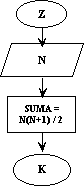 Z
N
SUMA =
N(N+1) / 2
K